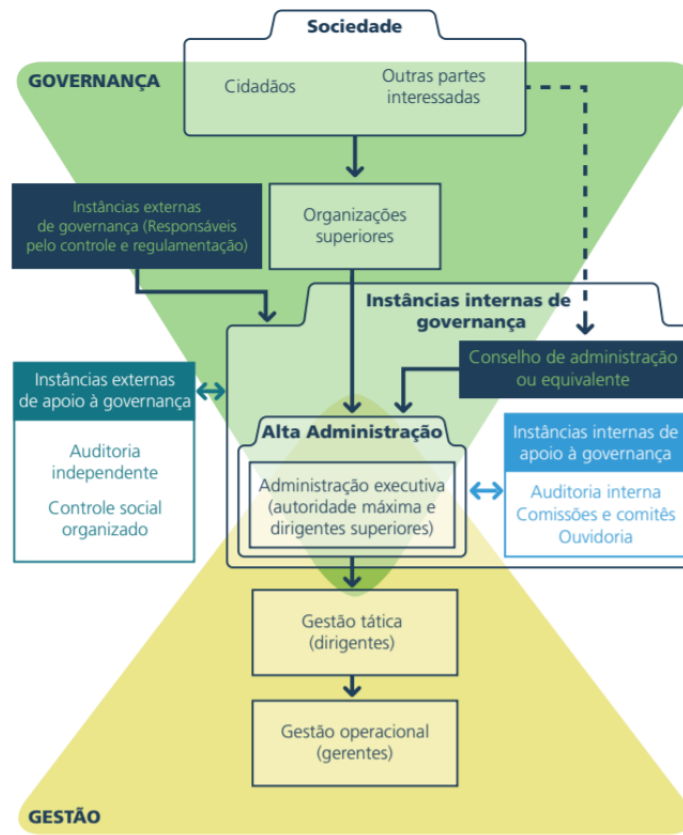 Sociedade
GOVERNANÇA
Cidadãos
Outras partes
interessadas
Instâncias externas
de governança (Responsáveis
pelo controle e regulamentação)
Organizações
superiores
Instâncias internas de
governança
Conselho de administração
ou equivalente
Instâncias externas
de apoio à governança
Auditoria
independente
Controle social
organizado
Alta Administração
Administração executiva
(autoridade máxima e
dirigentes superiores)
Instâncias internas de
apoio à governança
Auditoria interna
Comissões e comitês
Ouvidoria
Gestão tática
(dirigentes)
Gestão operacional
(gerentes)
GESTÃO